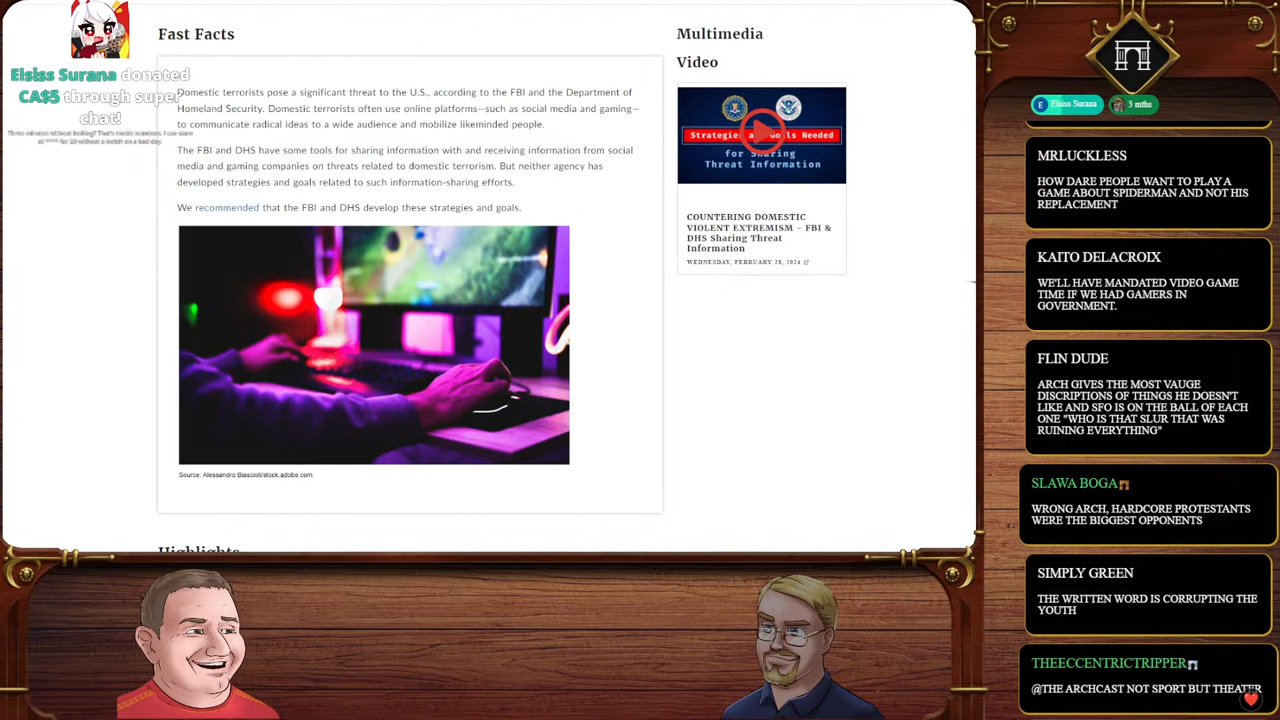 Elsiss Surana donated
CA$5 through super
chat!
Fast Facts
Domestic terrorists pose a significant threat to the U.S., according to the FBI and the Department of
Homeland Security. Domestic terrorists often use online platforms—such as social media and gaming—
to communicate radical ideas to a wide audience and mobilize likeminded people.
The FBI and DHS have some tools for sharing information with and receiving information from social
media and gaming companies on threats related to domestic terrorism. But neither agency has
developed strategies and goals related to such information-sharing efforts.
We recommended that the FBI and DHS develop these strategies and goals.
Source: Alessandro Biascioli/stock.adobe.com.
Highlights
Multimedia
Video
Strategies and Goals Needed
for Sharing
Threat Information
COUNTERING DOMESTIC
VIOLENT EXTREMISM - FBI &
DHS Sharing Threat
Information
WEDNESDAY, FEBRUARY 28, 2024
E Elsiss Surana
3 mths
MRLUCKLESS
HOW DARE PEOPLE WANT TO PLAY A
GAME ABOUT SPIDERMAN AND NOT HIS
REPLACEMENT
KAITO DELACROIX
WE'LL HAVE MANDATED VIDEO GAME
TIME IF WE HAD GAMERS IN
GOVERNMENT.
FLIN DUDE
ARCH GIVES THE MOST VAUGE
DISCRIPTIONS OF THINGS HE DOESN'T
LIKE AND SFO IS ON THE BALL OF EACH
ONE "WHO IS THAT SLUR THAT WAS
RUINING EVERYTHING"
SLAWA BOGA
WRONG ARCH, HARDCORE PROTESTANTS
WERE THE BIGGEST OPPONENTS
SIMPLY GREEN
THE WRITTEN WORD IS CORRUPTING THE
YOUTH
THEECCENTRICTRIPPER
@THE ARCHCAST NOT SPORT BUT THEATER